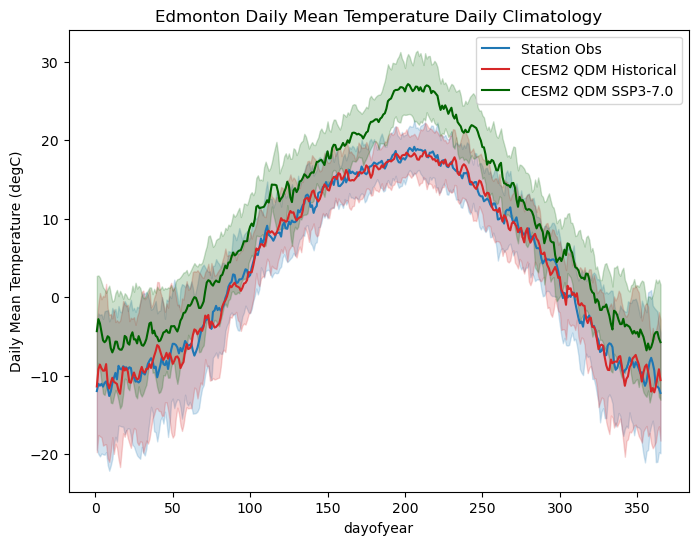 Edmonton Daily Mean Temperature Daily Climatology
Station Obs
CESM2 QDM Historical
CESM2 QDM SSP3-7.0
Daily Mean Temperature (degC)
30
20
10
0
−10
−20
0 50 100 150 200 250 300 350
dayofyear